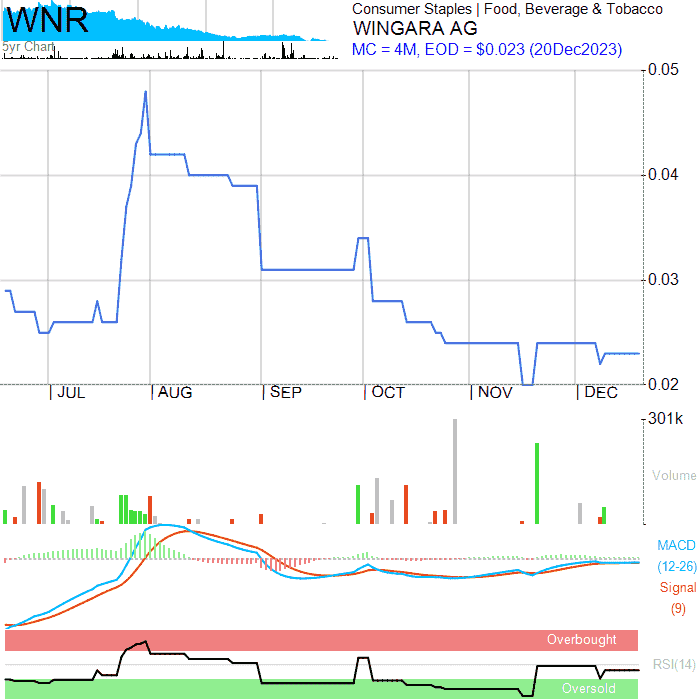 WNR
5yr Chart
Consumer Staples | Food, Beverage & Tobacco
WINGARA AG
MC = 4M, EOD = $0.023 (20Dec2023)
0.05
0.04
0.03
0.02
JUL AUG SEP OCT NOV DEC
301k
Volume
MACD
(12-26)
Signal
(9)
Overbought
RSI(14)
Oversold